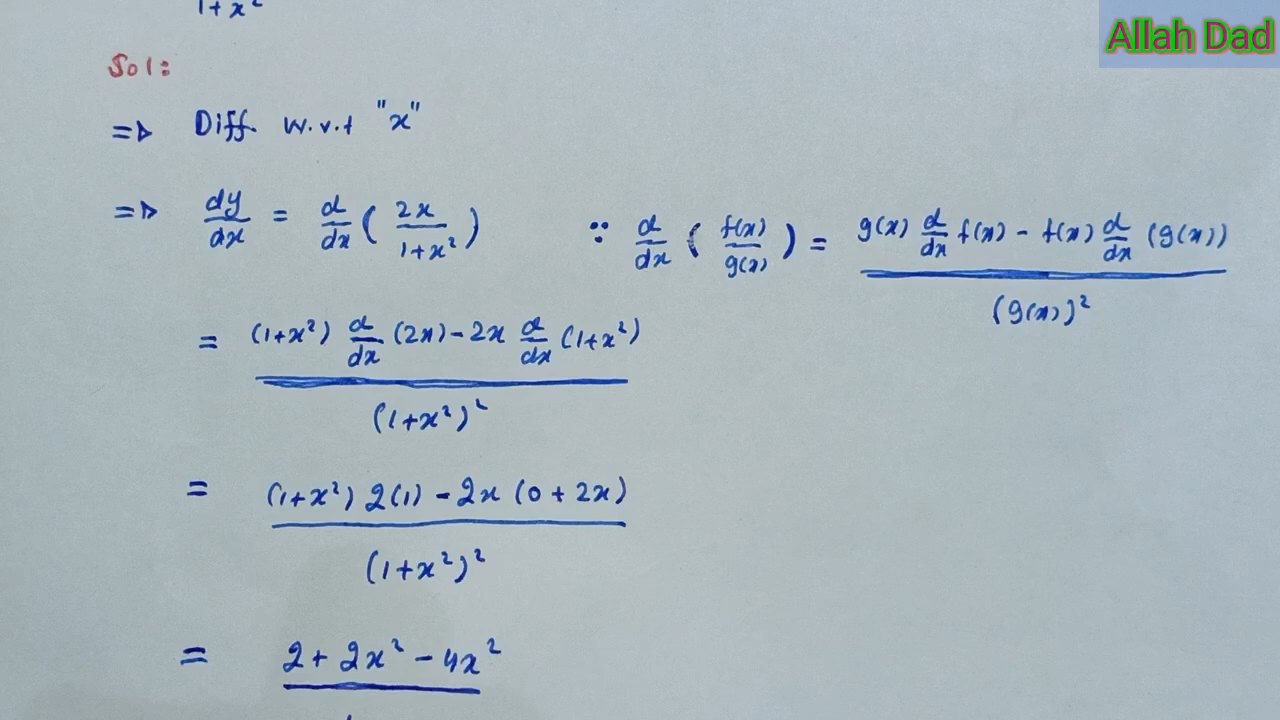 1+x²
Allah Dad
Sol:
=> Diff w.r.t "x"
=> dy/dx = d/dx ( 2x / 1+x² ) ∵ d/dx ( f(x) / g(x) ) = g(x) d/dx f(x) - f(x) d/dx (g(x)) / (g(x))²
= (1+x²) d/dx (2x) - 2x d/dx (1+x²) / (1+x²)²
= (1+x²) 2(1) - 2x (0 + 2x) / (1+x²)²
= 2 + 2x² - 4x²